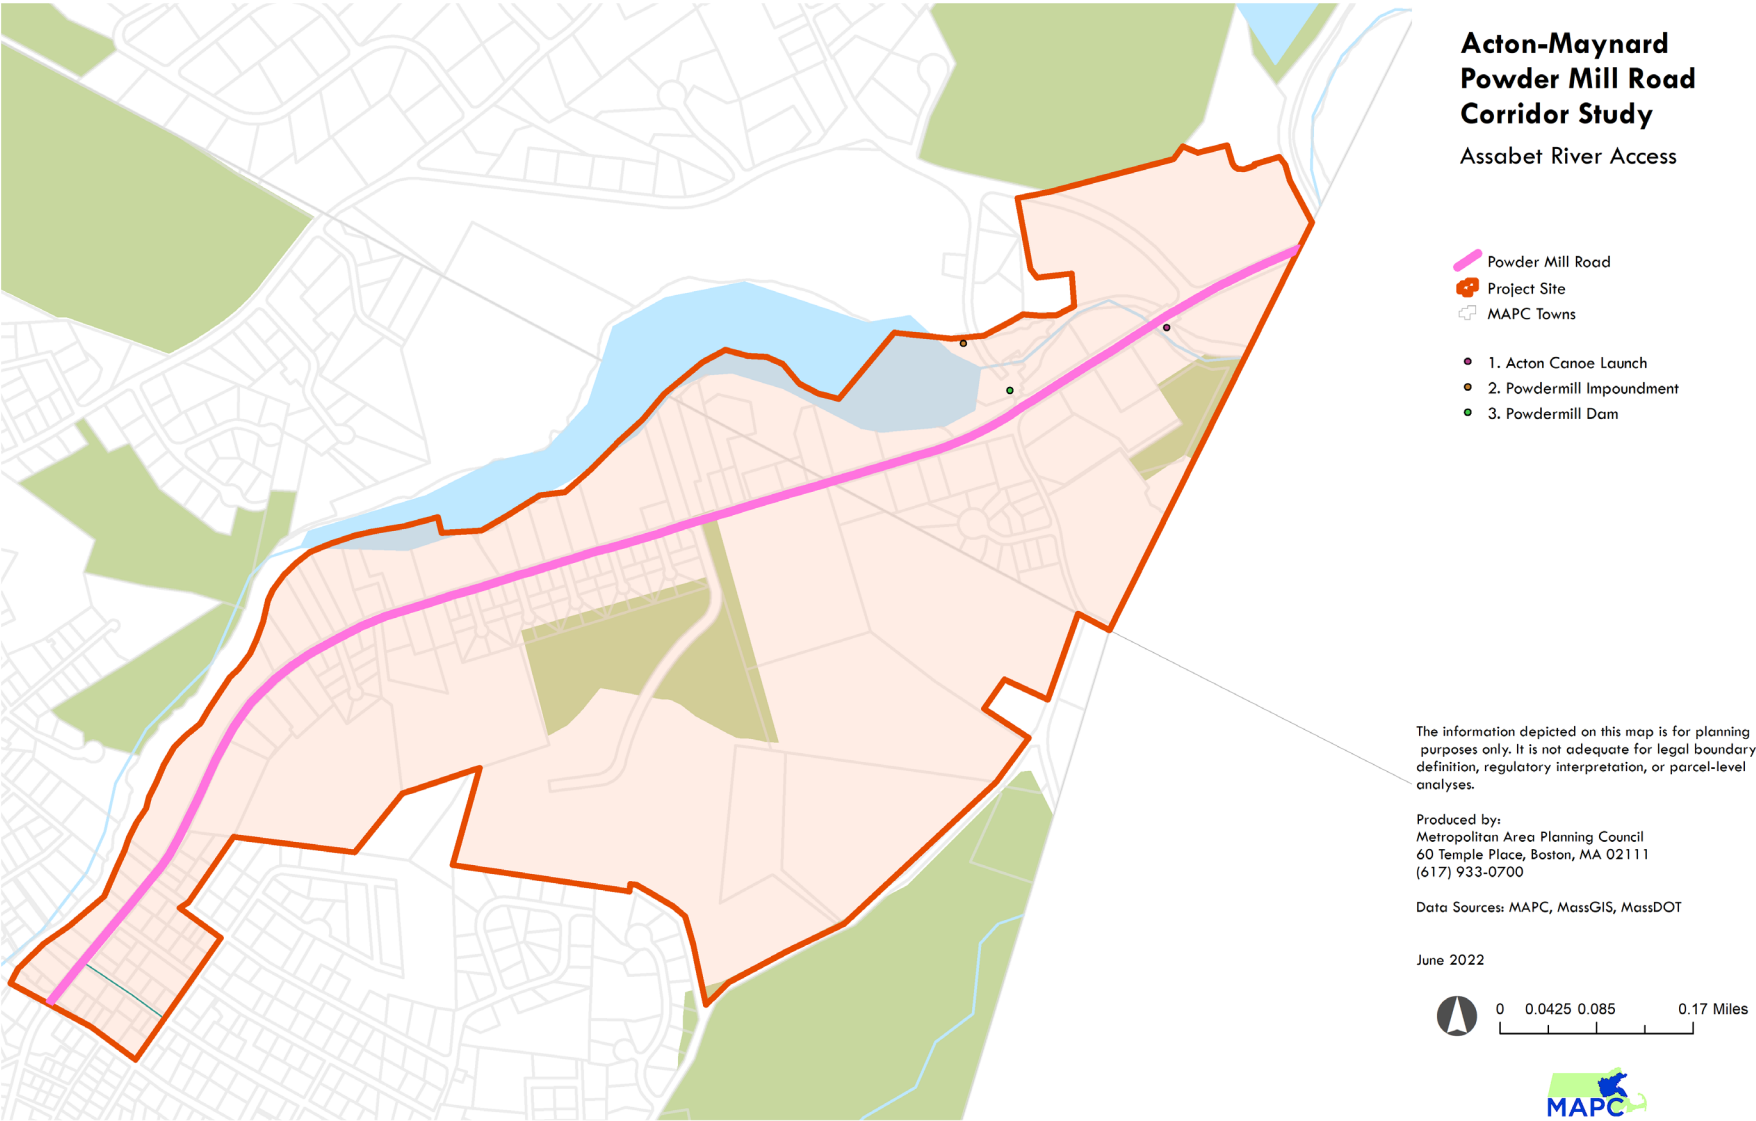 Acton-Maynard
Powder Mill Road
Corridor Study
Assabet River Access
Powder Mill Road
Project Site
MAPC Towns
1. Acton Canoe Launch
2. Powdermill Impoundment
3. Powdermill Dam
The information depicted on this map is for planning
purposes only. It is not adequate for legal boundary
definition, regulatory interpretation, or parcel-level
analyses.
Produced by:
Metropolitan Area Planning Council
60 Temple Place, Boston, MA 02111
(617) 933-0700
Data Sources: MAPC, MassGIS, MassDOT
June 2022
0 0.0425 0.085 0.17 Miles
MAPC